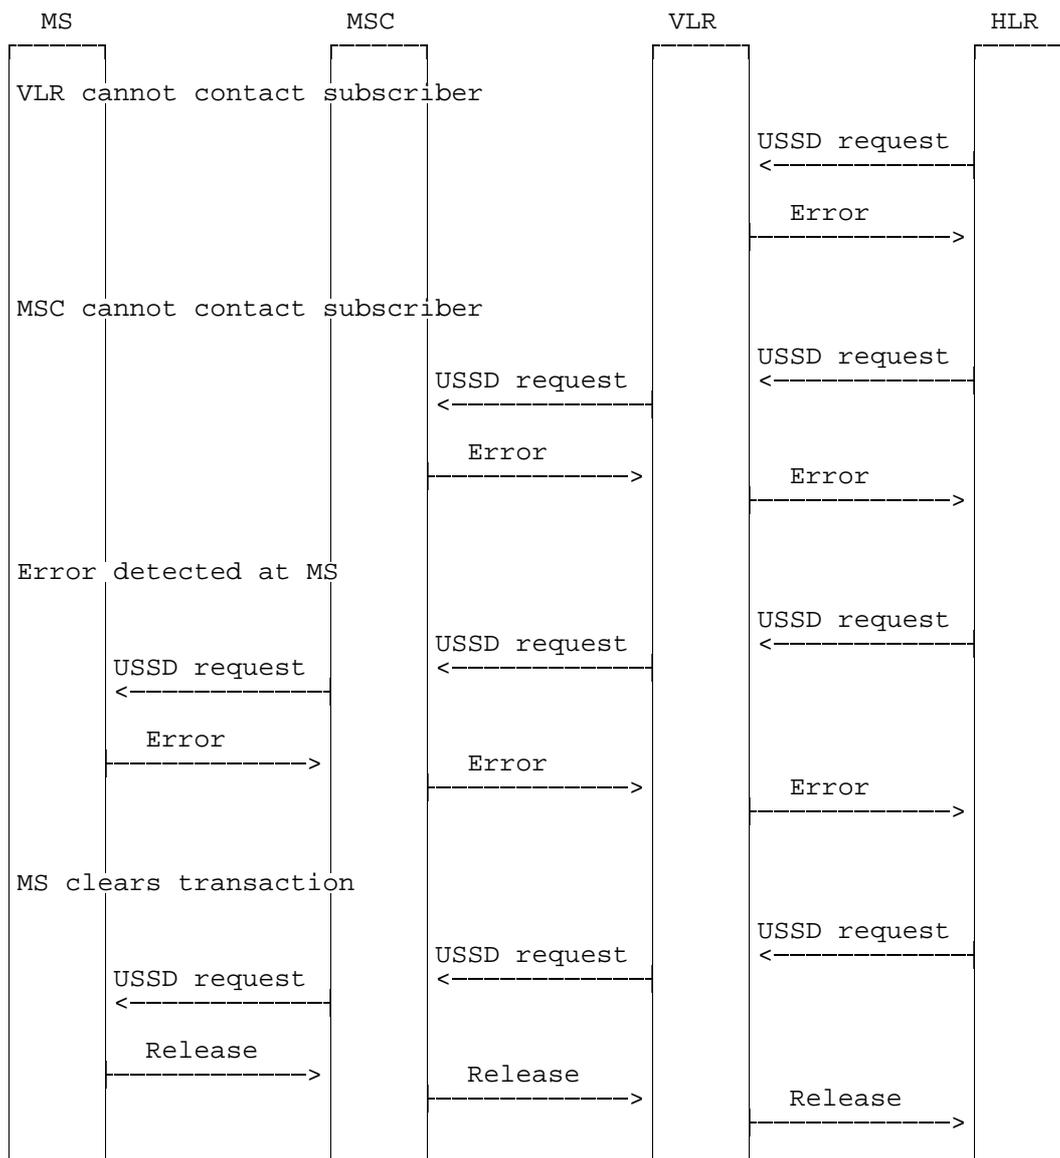 MS MSC VLR HLR
VLR cannot contact subscriber
USSD request
Error
MSC cannot contact subscriber
USSD request
USSD request
Error
Error
Error detected at MS
USSD request
USSD request
USSD request
Error
Error
Error
MS clears transaction
USSD request
USSD request
USSD request
Release
Release
Release